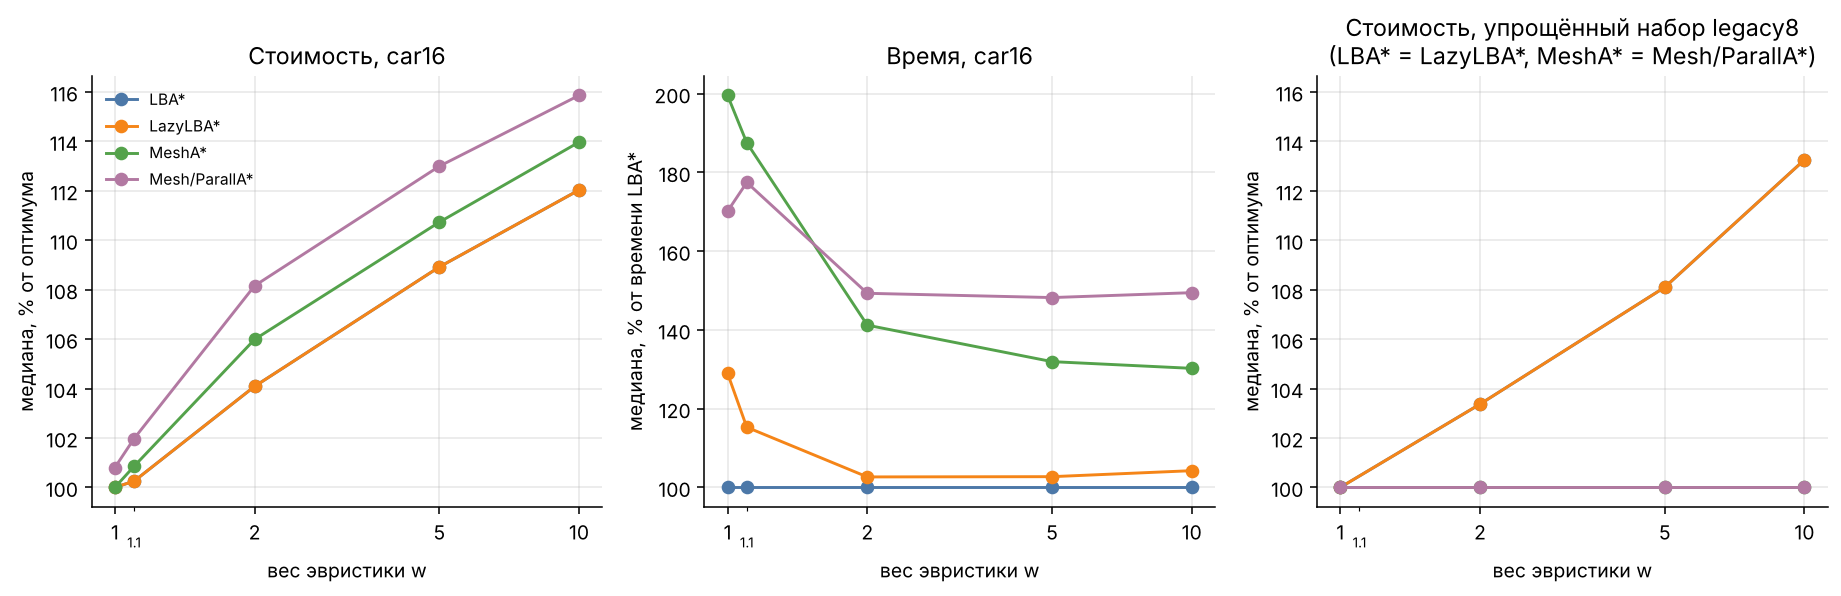 Стоимость, car16
116
114
112
110
108
106
104
102
100
медиана, % от оптимума
LBA*
LazyLBA*
MeshA*
Mesh/ParallA*
1
1.1
2
5
10
вес эвристики w
Время, car16
200
180
160
140
120
100
медиана, % от времени LBA*
1
1.1
2
5
10
вес эвристики w
Стоимость, упрощённый набор legacy8
(LBA* = LazyLBA*, MeshA* = Mesh/ParallA*)
116
114
112
110
108
106
104
102
100
медиана, % от оптимума
1
1.1
2
5
10
вес эвристики w